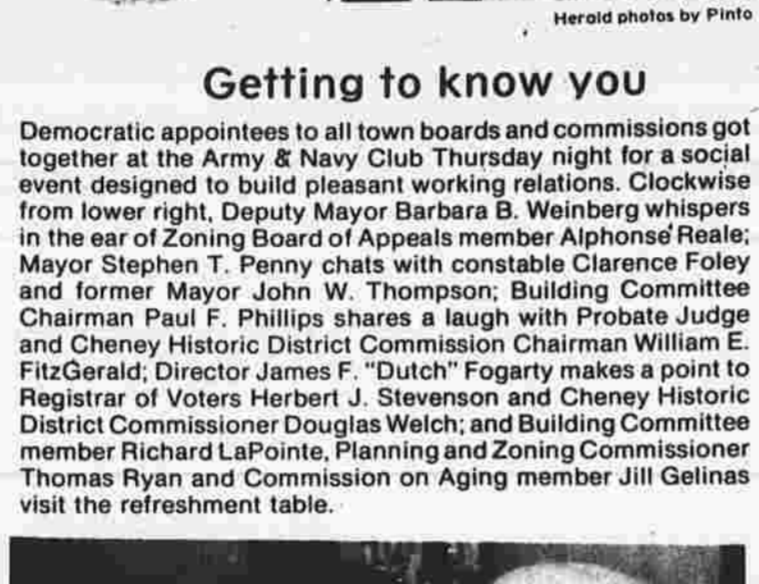 Herald photos by Pinto
Getting to know you
Democratic appointees to all town boards and commissions got
together at the Army & Navy Club Thursday night for a social
event designed to build pleasant working relations. Clockwise
from lower right, Deputy Mayor Barbara B. Weinberg whispers
in the ear of Zoning Board of Appeals member Alphonse Reale;
Mayor Stephen T. Penny chats with constable Clarence Foley
and former Mayor John W. Thompson; Building Committee
Chairman Paul F. Phillips shares a laugh with Probate Judge
and Cheney Historic District Commission Chairman William E.
FitzGerald; Director James F. "Dutch" Fogarty makes a point to
Registrar of Voters Herbert J. Stevenson and Cheney Historic
District Commissioner Douglas Welch; and Building Committee
member Richard LaPointe, Planning and Zoning Commissioner
Thomas Ryan and Commission on Aging member Jill Gelinas
visit the refreshment table.